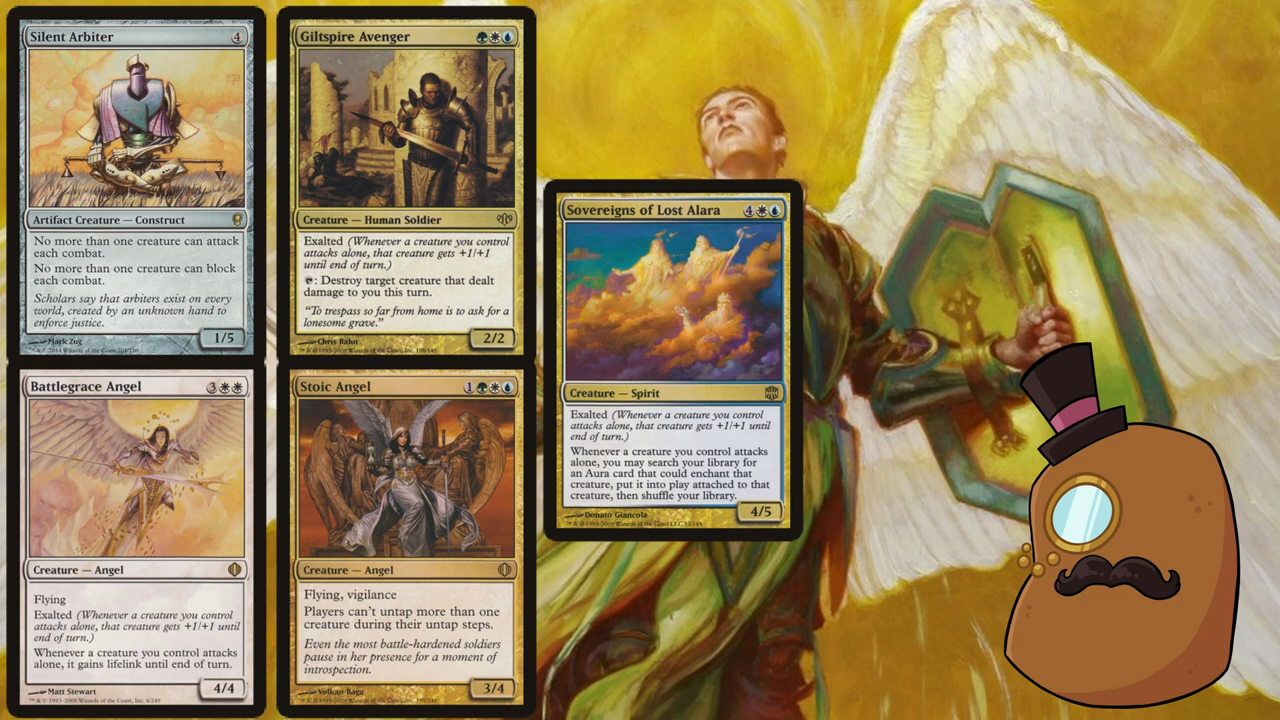 Silent Arbiter 4
Artifact Creature — Construct
No more than one creature can attack
each combat.
No more than one creature can block
each combat.
Scholars say that arbiters exist on every
world, created by an unknown hand to
enforce justice.
1/5
Mark Zug
Giltspire Avenger
Creature — Human Soldier
Exalted (Whenever a creature you control
attacks alone, that creature gets +1/+1
until end of turn.)
: Destroy target creature that dealt
damage to you this turn.
"To trespass so far from home is to ask for a
lonesome grave."
2/2
Chris Rahn
Battlegrace Angel 3
Creature — Angel
Flying
Exalted (Whenever a creature you control
attacks alone, that creature gets +1/+1 until
end of turn.)
Whenever a creature you control attacks
alone, it gains lifelink until end of turn.
4/4
Matt Stewart
Stoic Angel 1
Creature — Angel
Flying, vigilance
Players can't untap more than one
creature during their untap steps.
Even the most battle-hardened soldiers
pause in her presence for a moment of
introspection.
3/4
Volkan Baga
Sovereigns of Lost Alara 4
Creature — Spirit
Exalted (Whenever a creature you
control attacks alone, that creature gets +1/+1 until
end of turn.)
Whenever a creature you control attacks
alone, you may search your library for
an Aura card that could enchant that
creature, put it into play attached to that
creature, then shuffle your library.
4/5
Donato Giancola